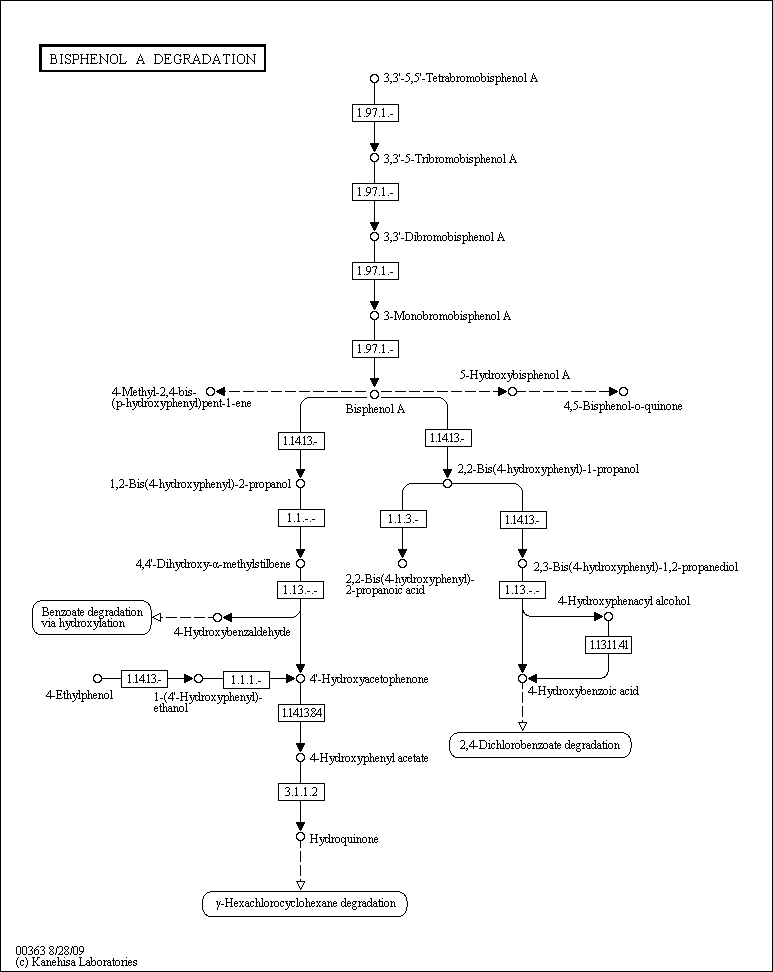 BISPHENOL A DEGRADATION
3,3'-5,5'-Tetrabromobisphenol A
1.97.1.-
3,3'-5-Tribromobisphenol A
1.97.1.-
3,3'-Dibromobisphenol A
1.97.1.-
3-Monobromobisphenol A
1.97.1.-
5-Hydroxybisphenol A
4-Methyl-2,4-bis-
(p-hydroxyphenyl)pent-1-ene
Bisphenol A
4,5-Bisphenol-o-quinone
1.14.13.-
1.14.13.-
2,2-Bis(4-hydroxyphenyl)-1-propanol
1,2-Bis(4-hydroxyphenyl)-2-propanol
1.1.-.-
1.1.3.-
1.14.13.-
4,4'-Dihydroxy-α-methylstilbene
2,3-Bis(4-hydroxyphenyl)-1,2-propanediol
2,2-Bis(4-hydroxyphenyl)-
2-propanoic acid
1.13.-.-
1.13.-.-
4-Hydroxyphenacyl alcohol
Benzoate degradation
via hydroxylation
4-Hydroxybenzaldehyde
1.13.11.41
1.14.13.-
1.1.1.-
4'-Hydroxyacetophenone
4-Ethylphenol
1-(4'-Hydroxyphenyl)-
ethanol
4-Hydroxybenzoic acid
1.14.13.84
2,4-Dichlorobenzoate degradation
4-Hydroxyphenyl acetate
3.1.1.2
Hydroquinone
γ-Hexachlorocyclohexane degradation
00363 8/28/09
(c) Kanehisa Laboratories